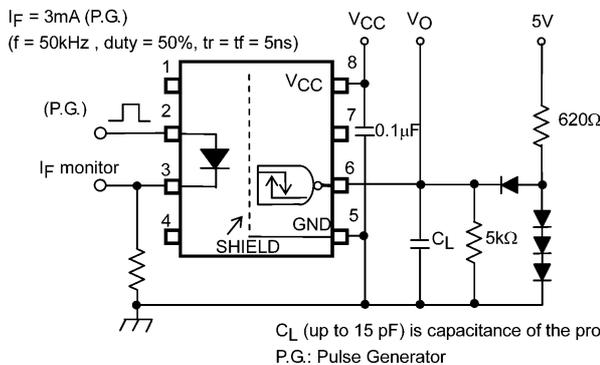 IF = 3mA (P.G.)
(f = 50kHz , duty = 50%, tr = tf = 5ns)
VCC
VO
5V
1
8
VCC
(P.G.)
2
7
0.1μF
620Ω
IF monitor
3
6
4
5
GND
SHIELD
CL
5kΩ
CL (up to 15 pF) is capacitance of the pro
P.G.: Pulse Generator